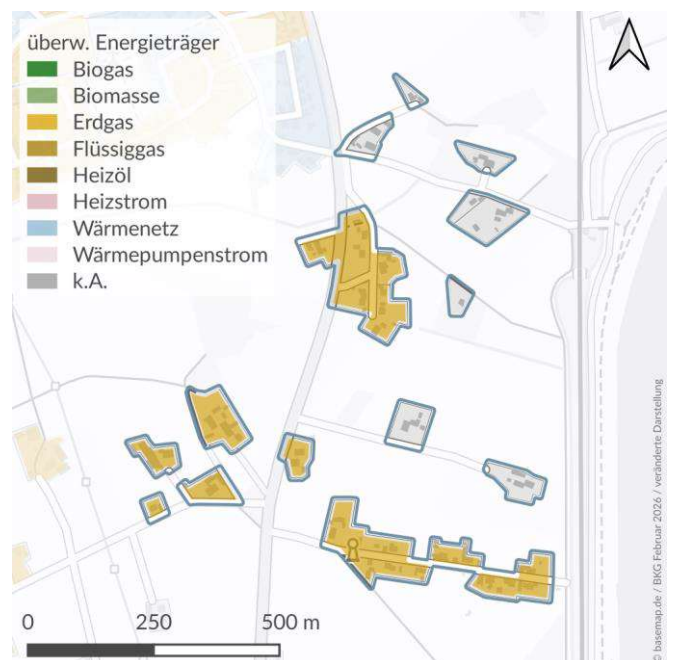 überw. Energieträger
Biogas
Biomasse
Erdgas
Flüssiggas
Heizöl
Heizstrom
Wärmenetz
Wärmepumpenstrom
k.A.
0 250 500 m
© basemap.de / BKG Februar 2026 / veränderte Darstellung